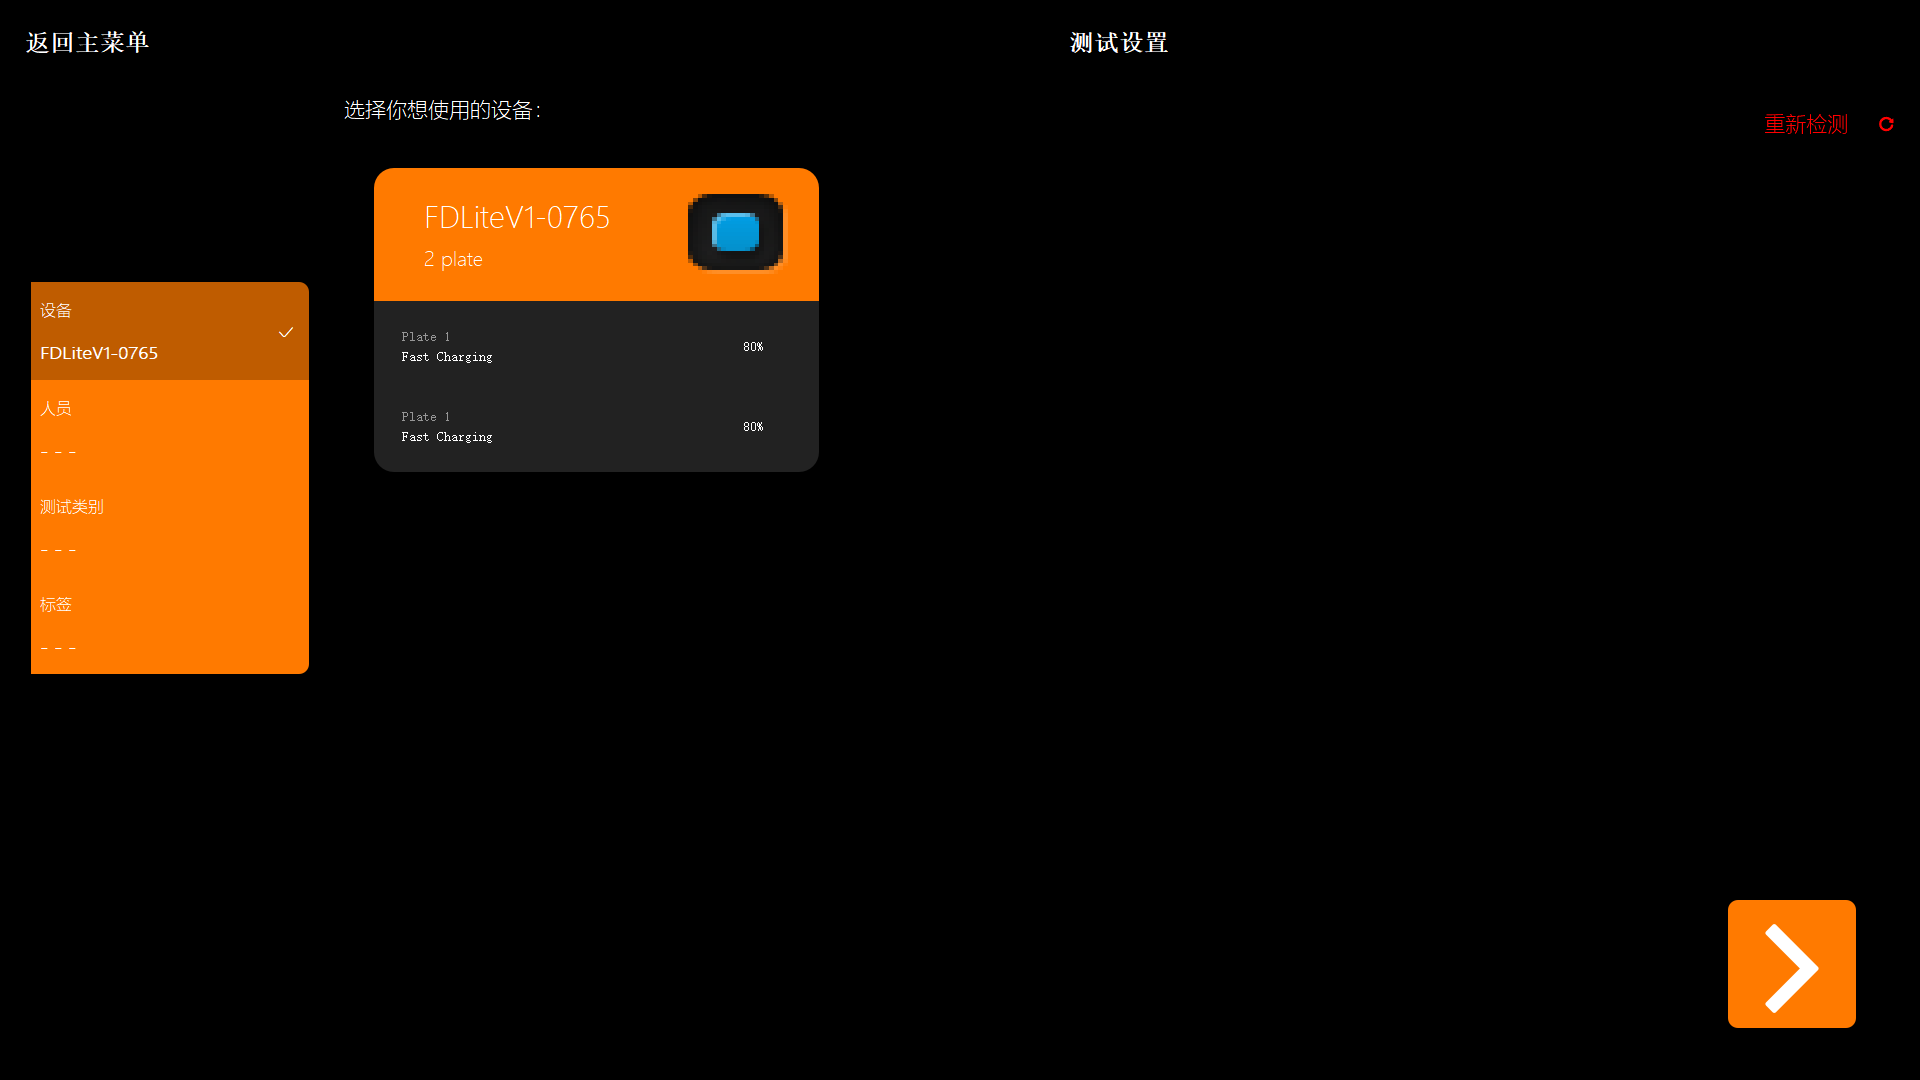 返回主菜单
测试设置
选择你想使用的设备：
重新检测
FDLiteV1-0765
2 plate
Plate 1
Fast Charging
80%
Plate 1
Fast Charging
80%
设备
FDLiteV1-0765
人员
- - -
测试类别
- - -
标签
- - -